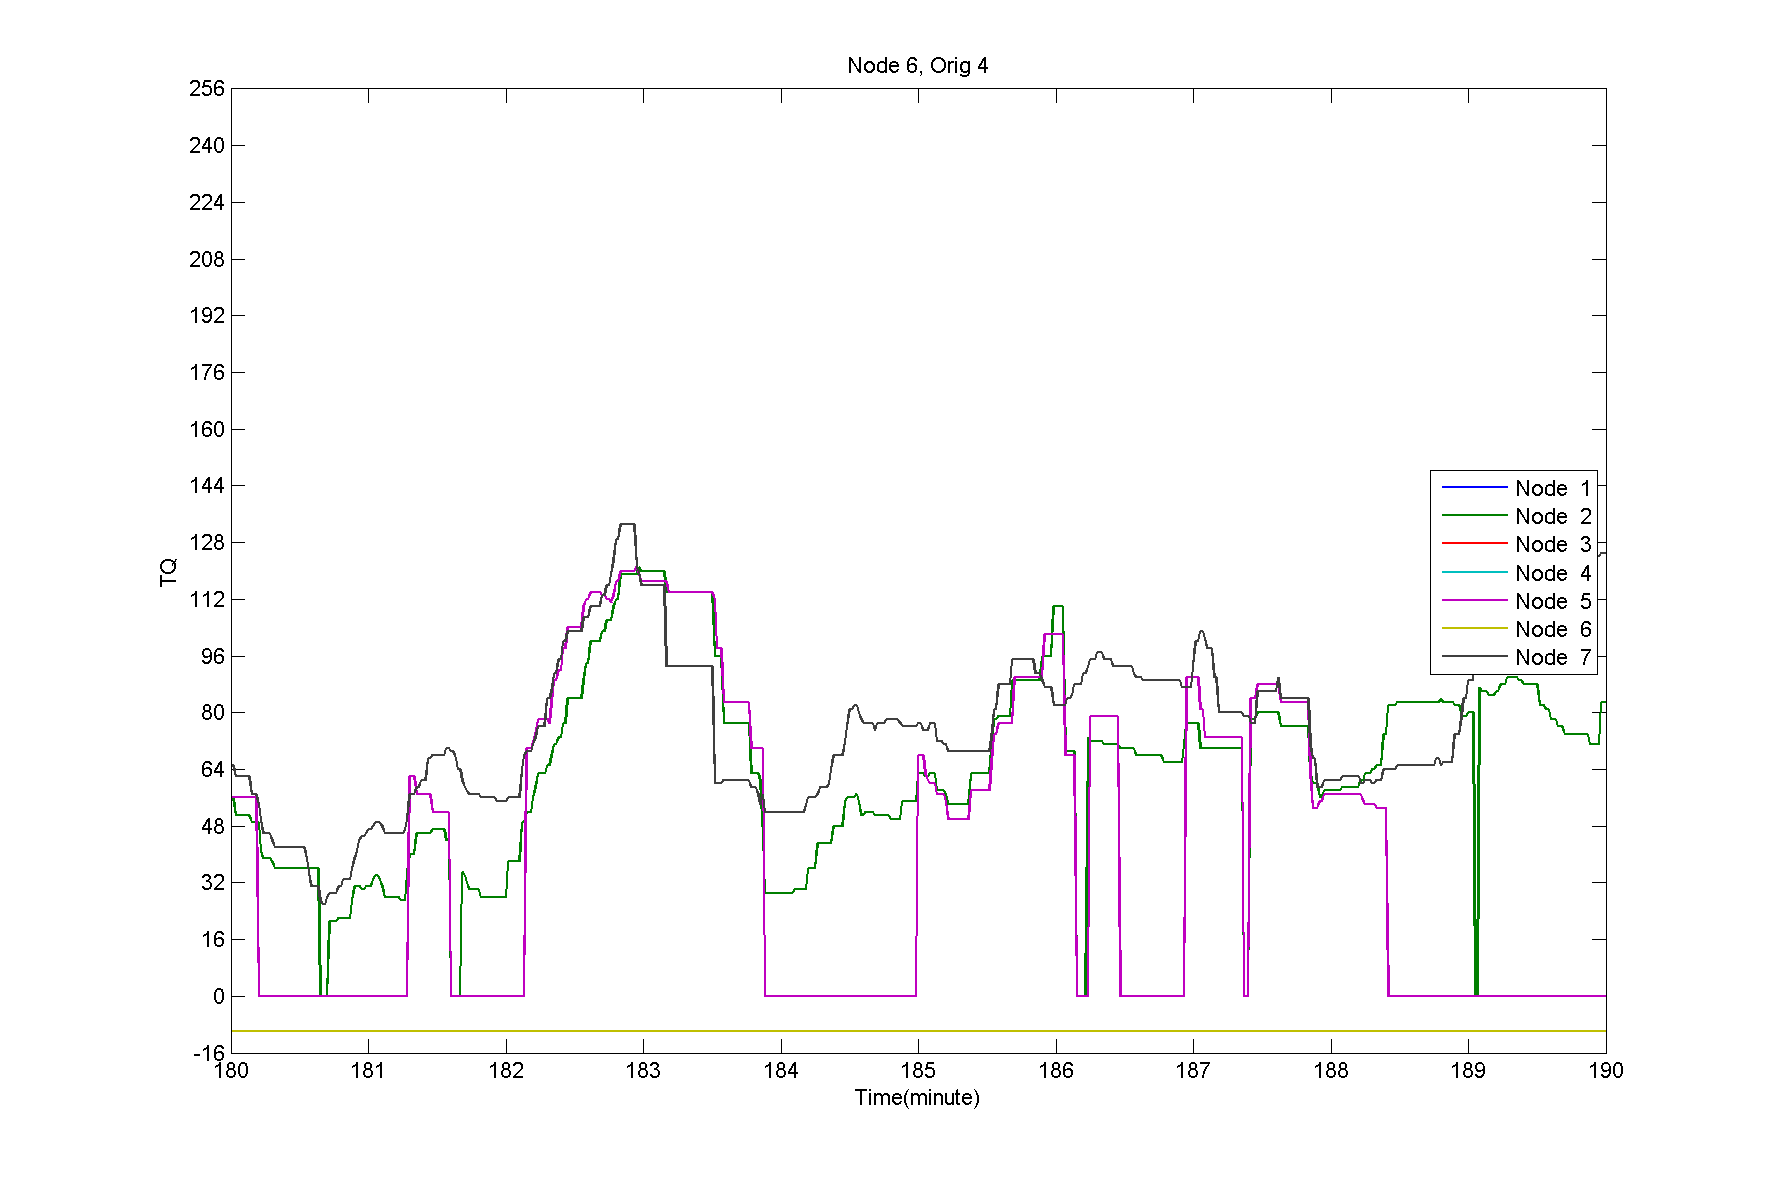 Node 6, Orig 4
256
240
224
208
192
176
160
144
128
112
96
80
64
48
32
16
0
-16
TQ
Node 1
Node 2
Node 3
Node 4
Node 5
Node 6
Node 7
180 181 182 183 184 185 186 187 188 189 190
Time(minute)